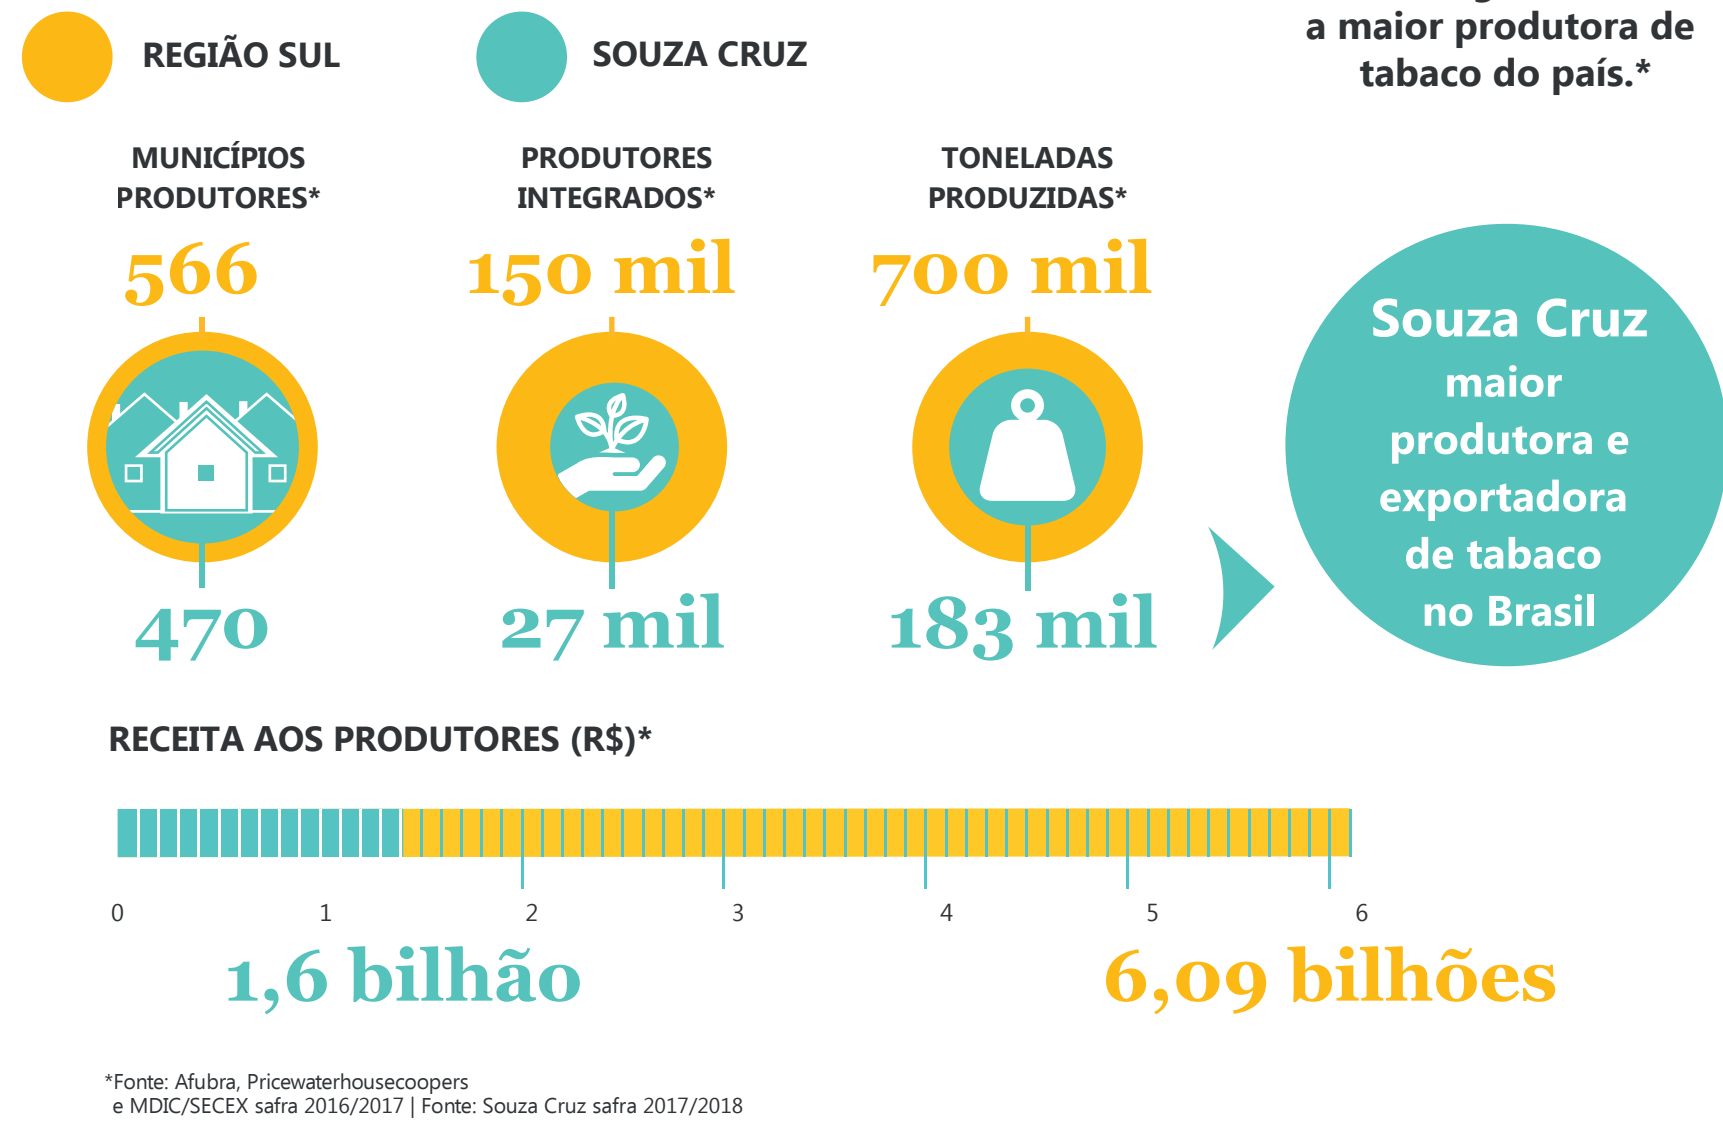 REGIÃO SUL
SOUZA CRUZ
a maior produtora de
tabaco do país.*
MUNICÍPIOS
PRODUTORES*
566
470
PRODUTORES
INTEGRADOS*
150 mil
27 mil
TONELADAS
PRODUZIDAS*
700 mil
183 mil
Souza Cruz
maior
produtora e
exportadora
de tabaco
no Brasil
RECEITA AOS PRODUTORES (R$)*
0 1 2 3 4 5 6
1,6 bilhão
6,09 bilhões
*Fonte: Afubra, Pricewaterhousecoopers
e MDIC/SECEX safra 2016/2017 | Fonte: Souza Cruz safra 2017/2018